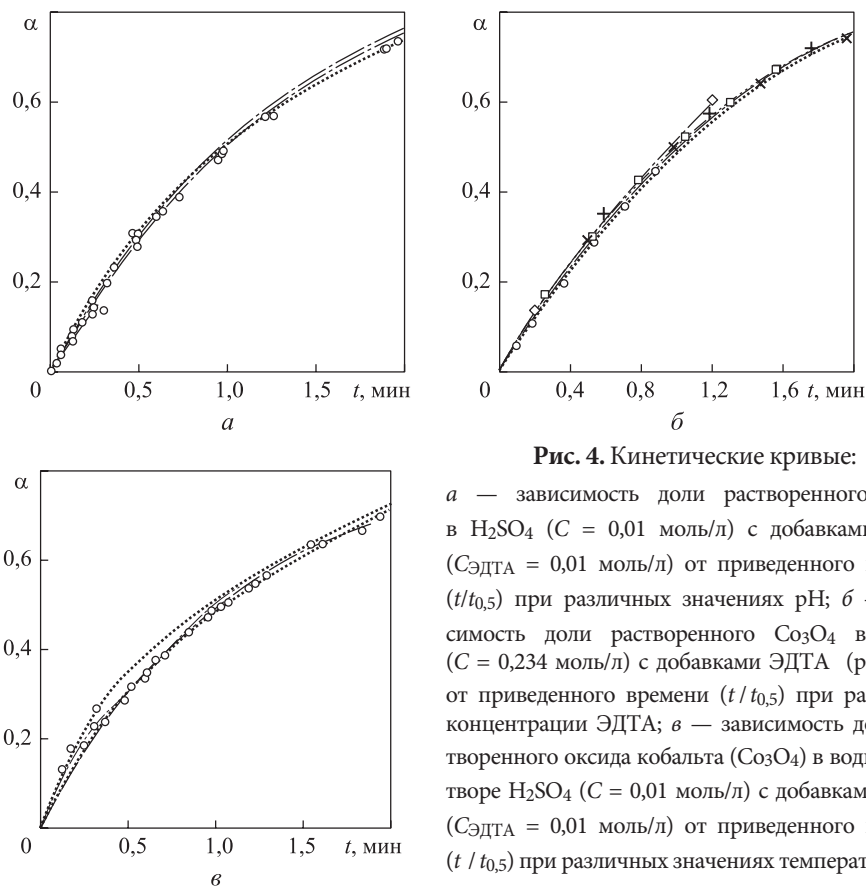 α
0,6
0,4
0,2
0
0,5
1,0
1,5
t, мин
а
α
0,6
0,4
0,2
0
0,4
0,8
1,2
1,6
t, мин
б
α
0,6
0,4
0,2
0
0,5
1,0
1,5
t, мин
в
Рис. 4. Кинетические кривые:
а — зависимость доли растворенного
в H2SO4 (C = 0,01 моль/л) с добавками
(CЭДТА = 0,01 моль/л) от приведенного
(t/t0,5) при различных значениях pH; б -
симость доли растворенного Co3O4 в
(C = 0,234 моль/л) с добавками ЭДТА (р
от приведенного времени (t / t0,5) при ра
концентрации ЭДТА; в — зависимость д
творенного оксида кобальта (Co3O4) в вод
творе H2SO4 (C = 0,01 моль/л) с добавкам
(CЭДТА = 0,01 моль/л) от приведенного
(t / t0,5) при различных значениях температ